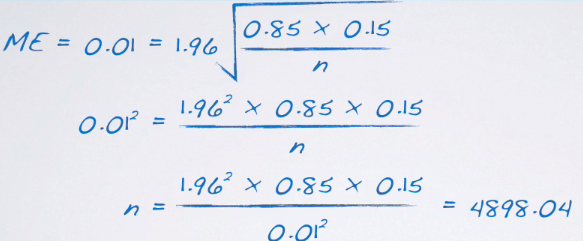 ME = 0.01 = 1.96 √((0.85 × 0.15) / n)
0.01² = (1.96² × 0.85 × 0.15) / n
n = (1.96² × 0.85 × 0.15) / 0.01² = 4898.04